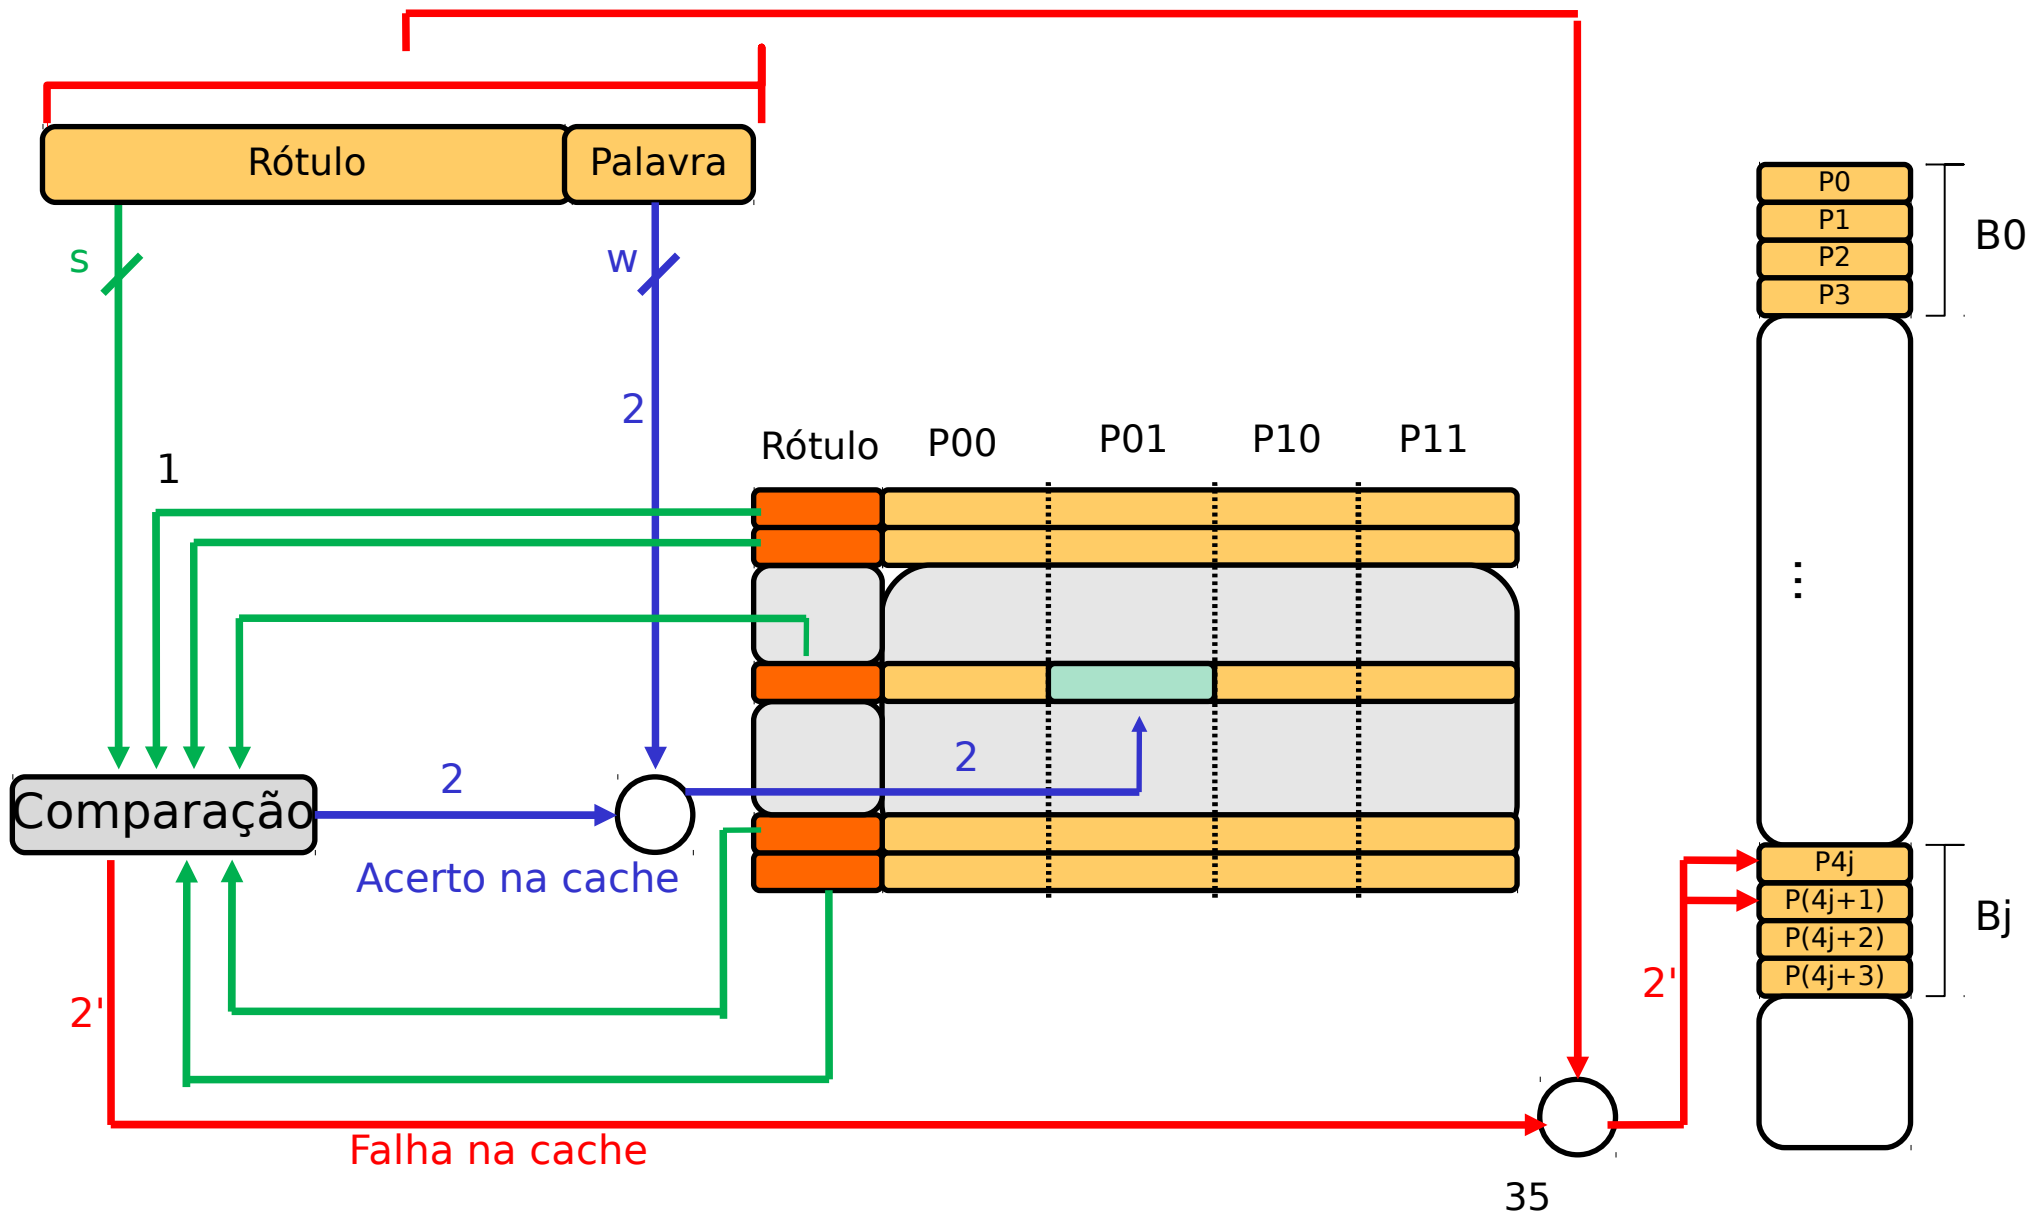 Rótulo
Palavra
s
w
2
1
Rótulo
P00
P01
P10
P11
P0
P1
P2
P3
B0
...
2
2
Comparação
Acerto na cache
P4j
P(4j+1)
P(4j+2)
P(4j+3)
Bj
2'
2'
Falha na cache
35